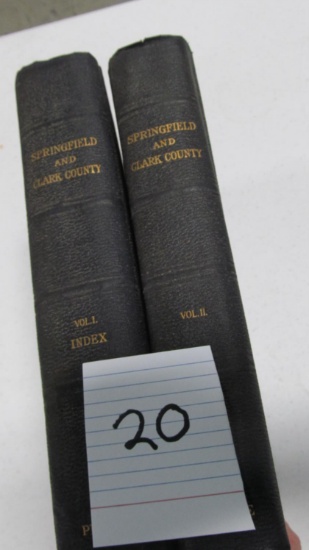 SPRINGFIELD
AND
CLARK COUNTY
VOL.I.
INDEX
SPRINGFIELD
AND
CLARK COUNTY
VOL.II.
20